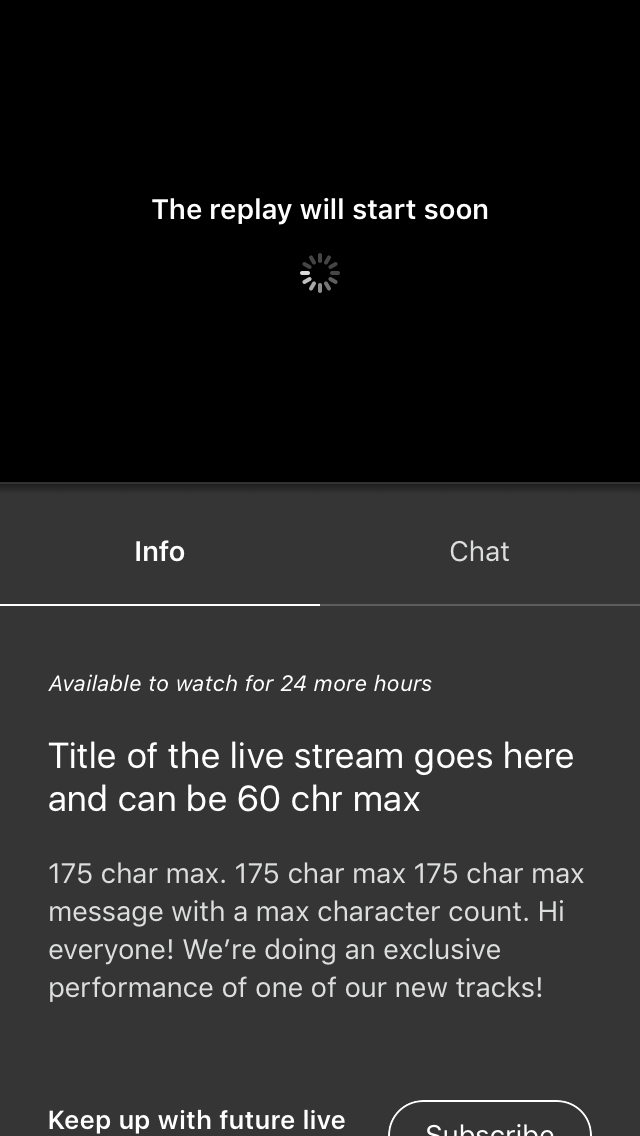 The replay will start soon
Info
Chat
Available to watch for 24 more hours
Title of the live stream goes here
and can be 60 chr max
175 char max. 175 char max 175 char max
message with a max character count. Hi
everyone! We’re doing an exclusive
performance of one of our new tracks!
Keep up with future live
Subscribe